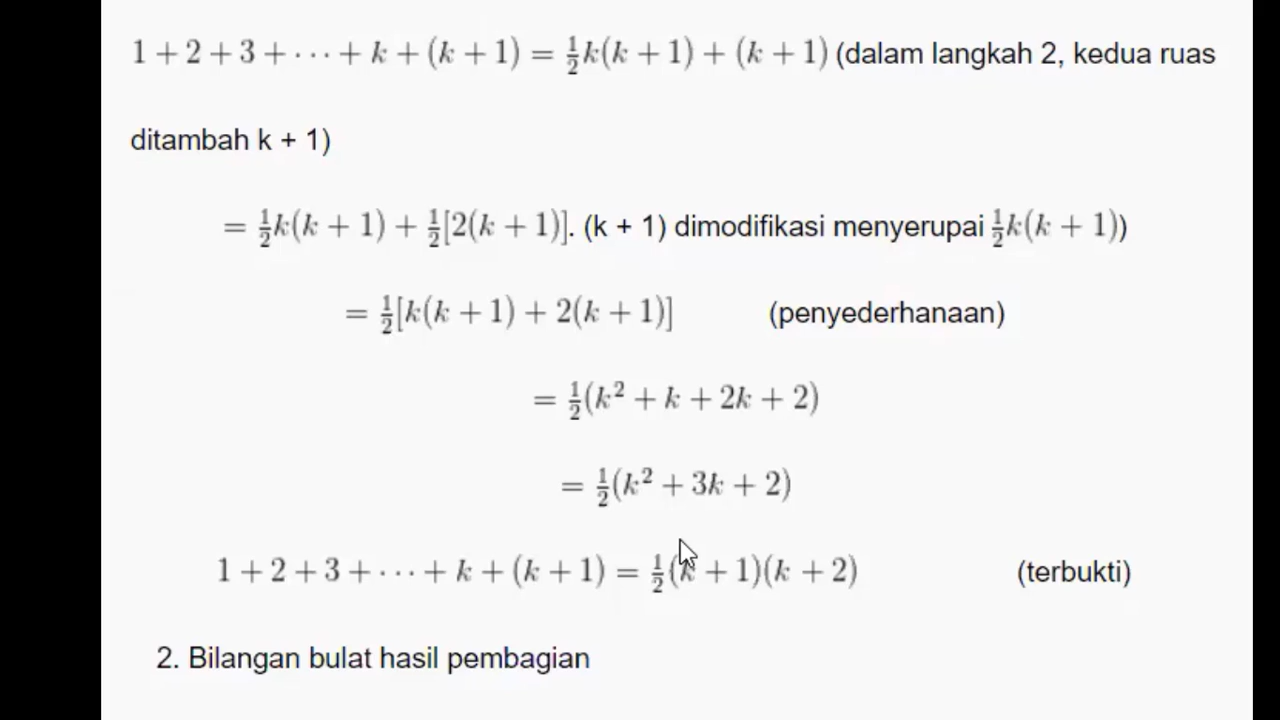 1 + 2 + 3 + ⋯ + k + (k + 1) = ½k(k + 1) + (k + 1) (dalam langkah 2, kedua ruas
ditambah k + 1)
= ½k(k + 1) + ½[2(k + 1)]. (k + 1) dimodifikasi menyerupai ½k(k + 1))
= ½[k(k + 1) + 2(k + 1)] (penyederhanaan)
= ½(k² + k + 2k + 2)
= ½(k² + 3k + 2)
1 + 2 + 3 + ⋯ + k + (k + 1) = ½(k + 1)(k + 2) (terbukti)
2. Bilangan bulat hasil pembagian